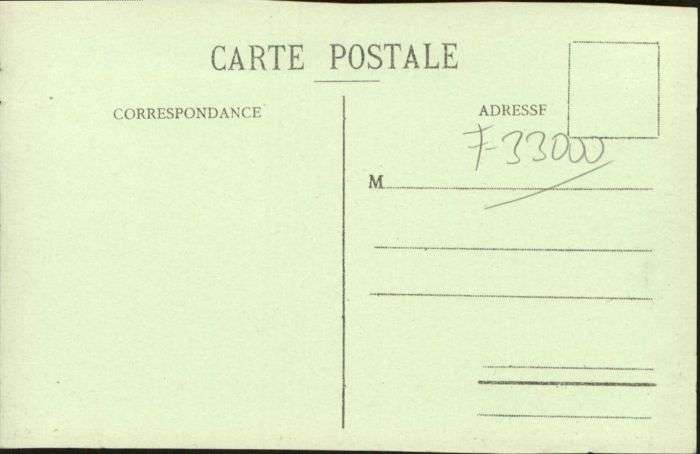 CARTE POSTALE
CORRESPONDANCE
ADRESSE
F-33000
M